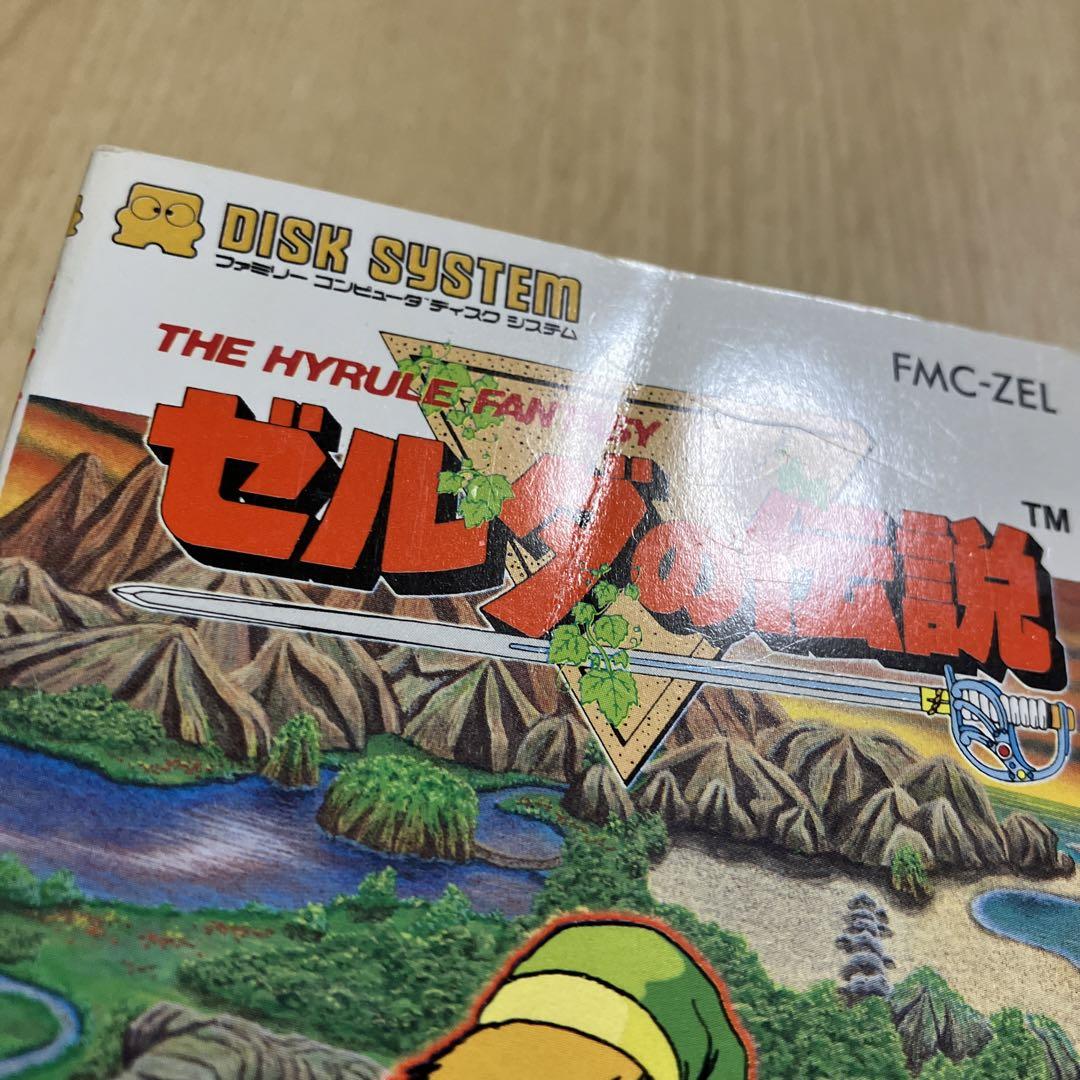 DISK SYSTEM
ファミリー コンピュータ ディスク システム
FMC-ZEL
THE HYRULE FANTASY
ゼルダの伝説
TM